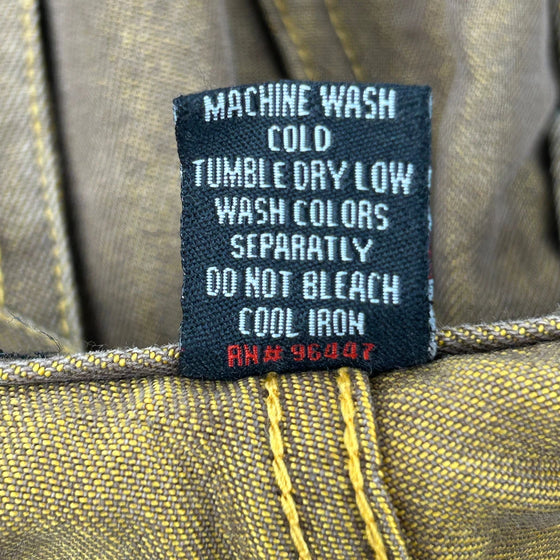 MACHINE WASH
COLD
TUMBLE DRY LOW
WASH COLORS
SEPARATLY
DO NOT BLEACH
COOL IRON
RN# 96447